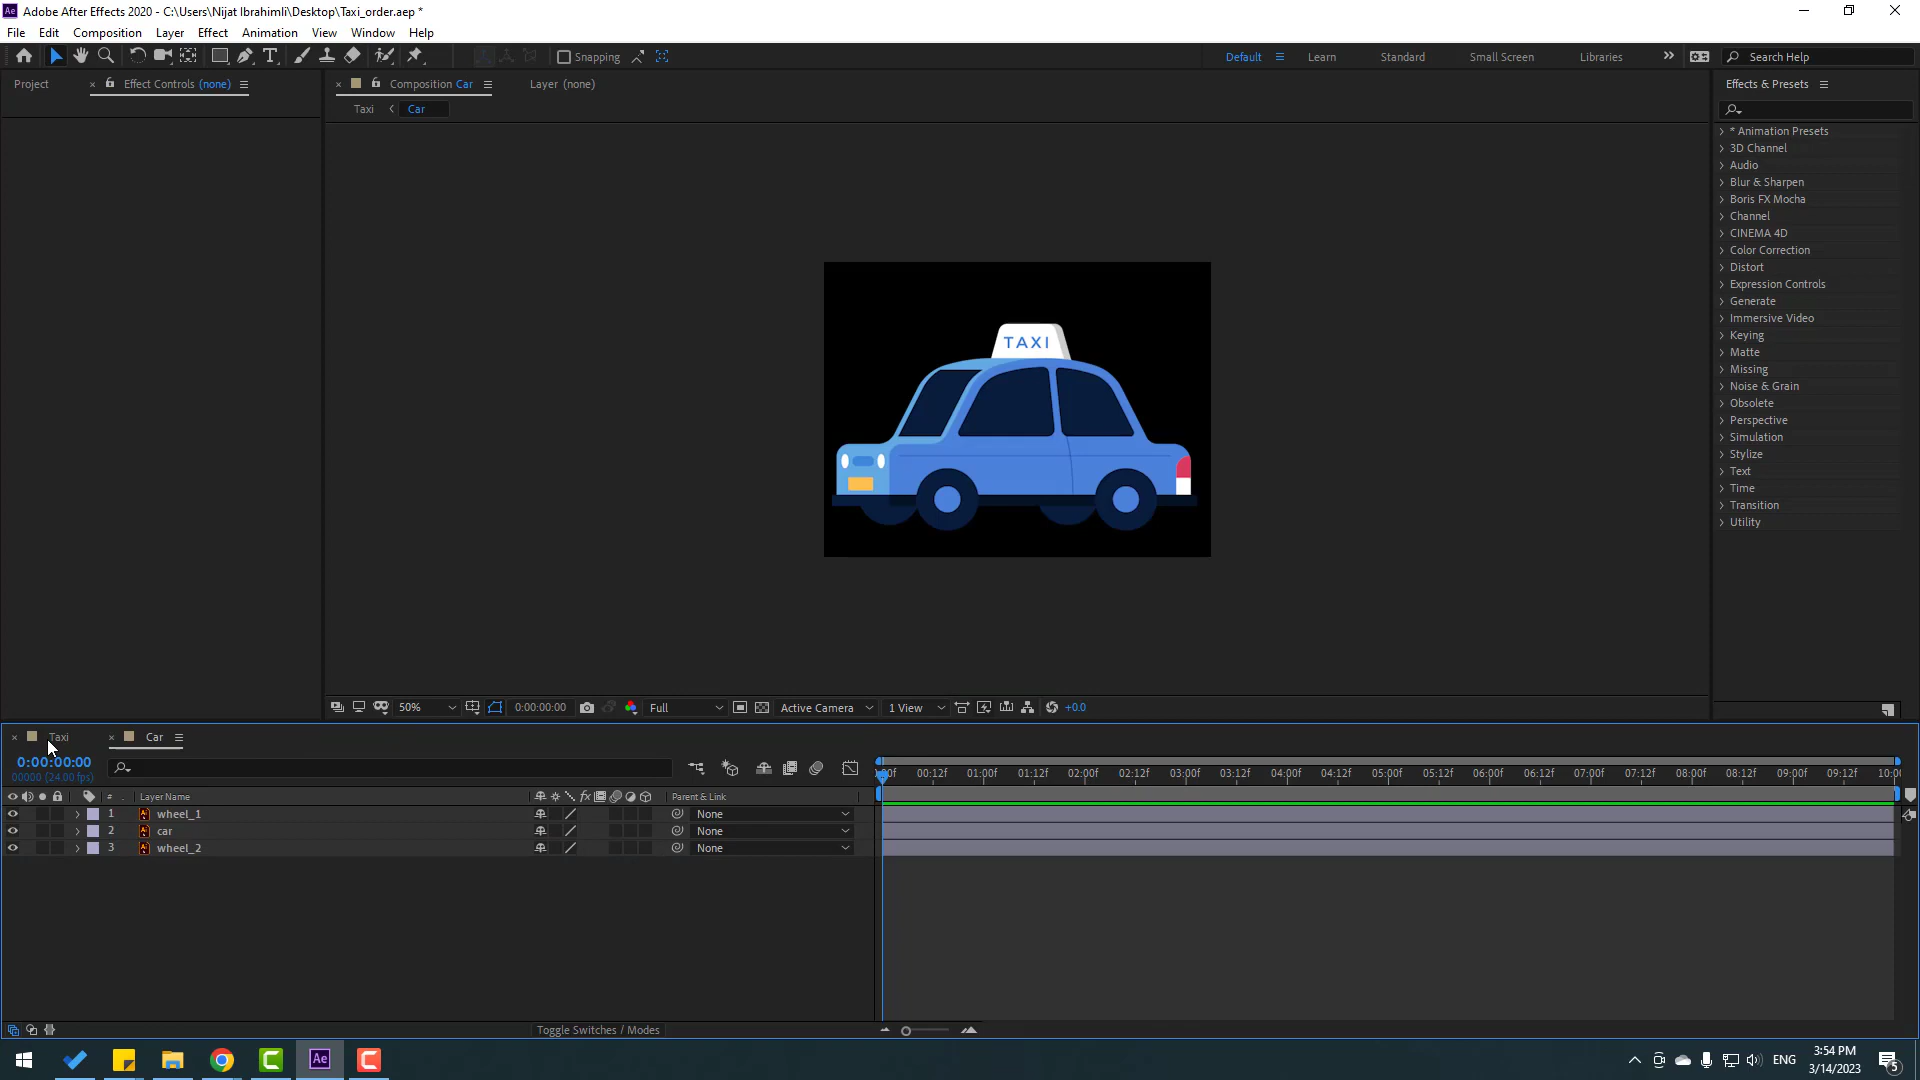 Adobe After Effects 2020 - C:\Users\Nijat Ibrahimli\Desktop\Taxi_order.aep *
File Edit Composition Layer Effect Animation View Window Help
Snapping
Default Learn Standard Small Screen Libraries Search Help
Project Effect Controls (none)
Composition Car Layer (none)
Taxi Car
Effects & Presets
* Animation Presets
3D Channel
Audio
Blur & Sharpen
Boris FX Mocha
Channel
CINEMA 4D
Color Correction
Distort
Expression Controls
Generate
Immersive Video
Keying
Matte
Missing
Noise & Grain
Obsolete
Perspective
Simulation
Stylize
Text
Time
Transition
Utility
TAXI
50% 0:00:00:00 Full Active Camera 1 View +0.0
Taxi Car
0:00:00:00
00000 (24.00 fps)
00:12f 01:00f 01:12f 02:00f 02:12f 03:00f 03:12f 04:00f 04:12f 05:00f 05:12f 06:00f 06:12f 07:00f 07:12f 08:00f 08:12f 09:00f 09:12f
# Layer Name Parent & Link
1 wheel_1 None
2 car None
3 wheel_2 None
Toggle Switches / Modes
ENG
3:54 PM
3/14/2023
5